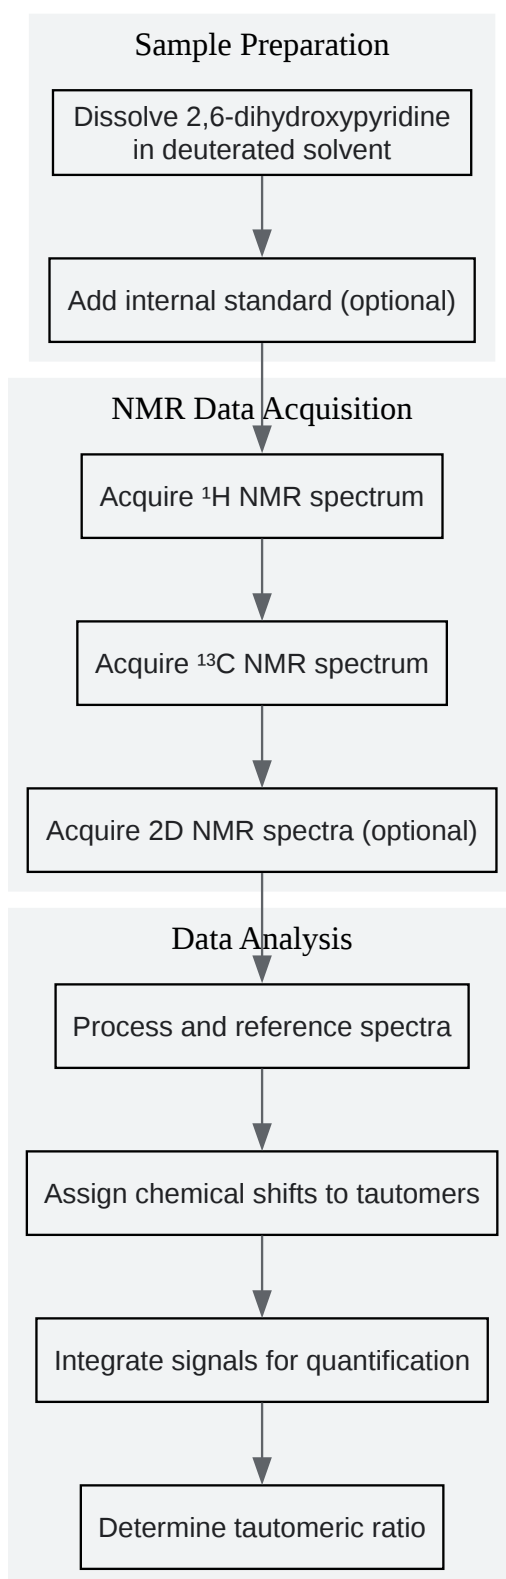 Sample Preparation
Dissolve 2,6-dihydroxypyridine
in deuterated solvent
Add internal standard (optional)
NMR Data Acquisition
Acquire ¹H NMR spectrum
Acquire ¹³C NMR spectrum
Acquire 2D NMR spectra (optional)
Data Analysis
Process and reference spectra
Assign chemical shifts to tautomers
Integrate signals for quantification
Determine tautomeric ratio